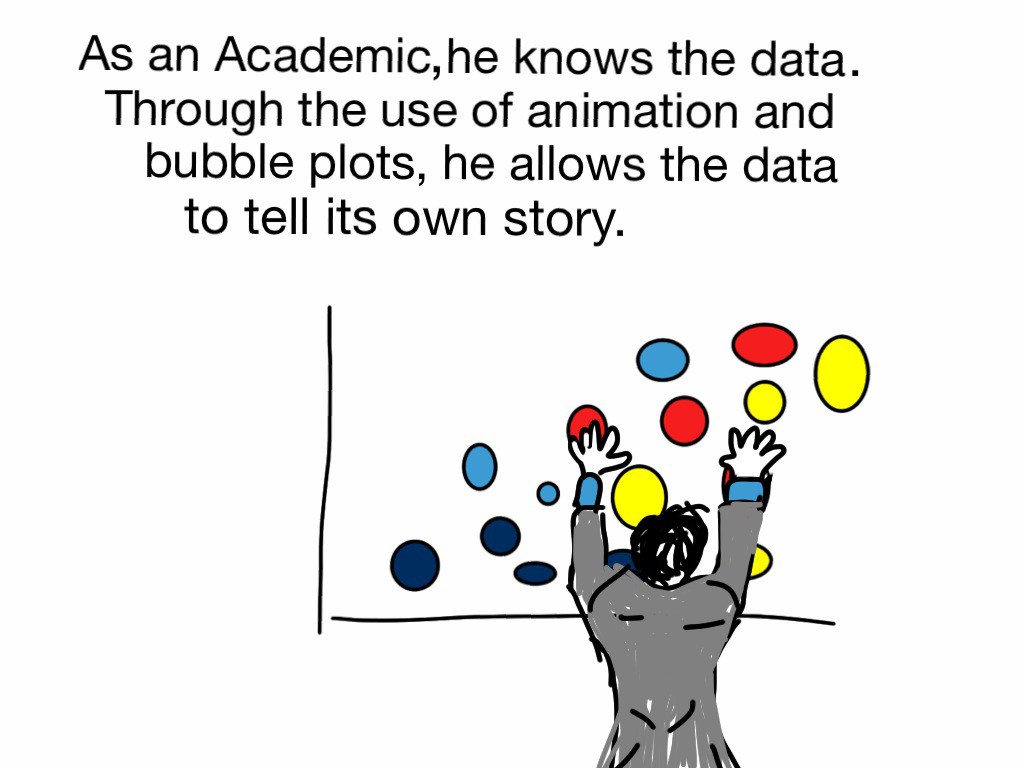 As an Academic,he knows the data.
Through the use of animation and
bubble plots, he allows the data
to tell its own story.